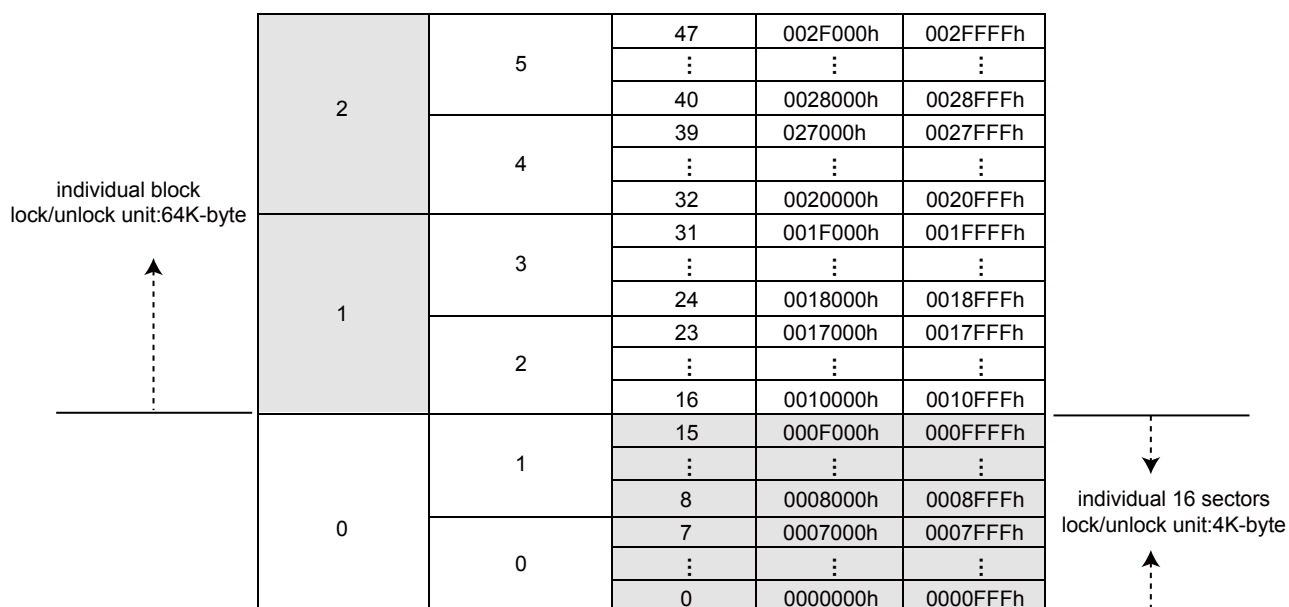 47 002F000h 002FFFFh
5 ⋮ ⋮ ⋮
2 40 0028000h 0028FFFh
39 027000h 0027FFFh
4 ⋮ ⋮ ⋮
32 0020000h 0020FFFh
individual block
lock/unlock unit:64K-byte
31 001F000h 001FFFFh
3 ⋮ ⋮ ⋮
1 24 0018000h 0018FFFh
23 0017000h 0017FFFh
2 ⋮ ⋮ ⋮
16 0010000h 0010FFFh
15 000F000h 000FFFFh
1 ⋮ ⋮ ⋮
8 0008000h 0008FFFh
0 7 0007000h 0007FFFh
0 ⋮ ⋮ ⋮
0 0000000h 0000FFFh
individual 16 sectors
lock/unlock unit:4K-byte